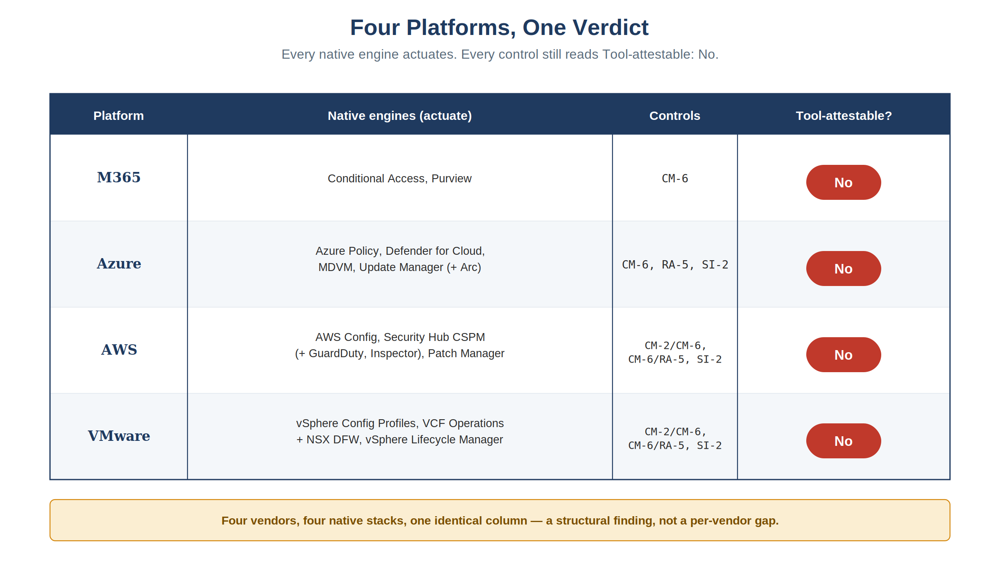 Four Platforms, One Verdict
Every native engine actuates. Every control still reads Tool-attestable: No.
Platform
Native engines (actuate)
Controls
Tool-attestable?
M365
Conditional Access, Purview
CM-6
No
Azure
Azure Policy, Defender for Cloud,
MDVM, Update Manager (+ Arc)
CM-6, RA-5, SI-2
No
AWS
AWS Config, Security Hub CSPM
(+ GuardDuty, Inspector), Patch Manager
CM-2/CM-6,
CM-6/RA-5, SI-2
No
VMware
vSphere Config Profiles, VCF Operations
+ NSX DFW, vSphere Lifecycle Manager
CM-2/CM-6,
CM-6/RA-5, SI-2
No
Four vendors, four native stacks, one identical column — a structural finding, not a per-vendor gap.